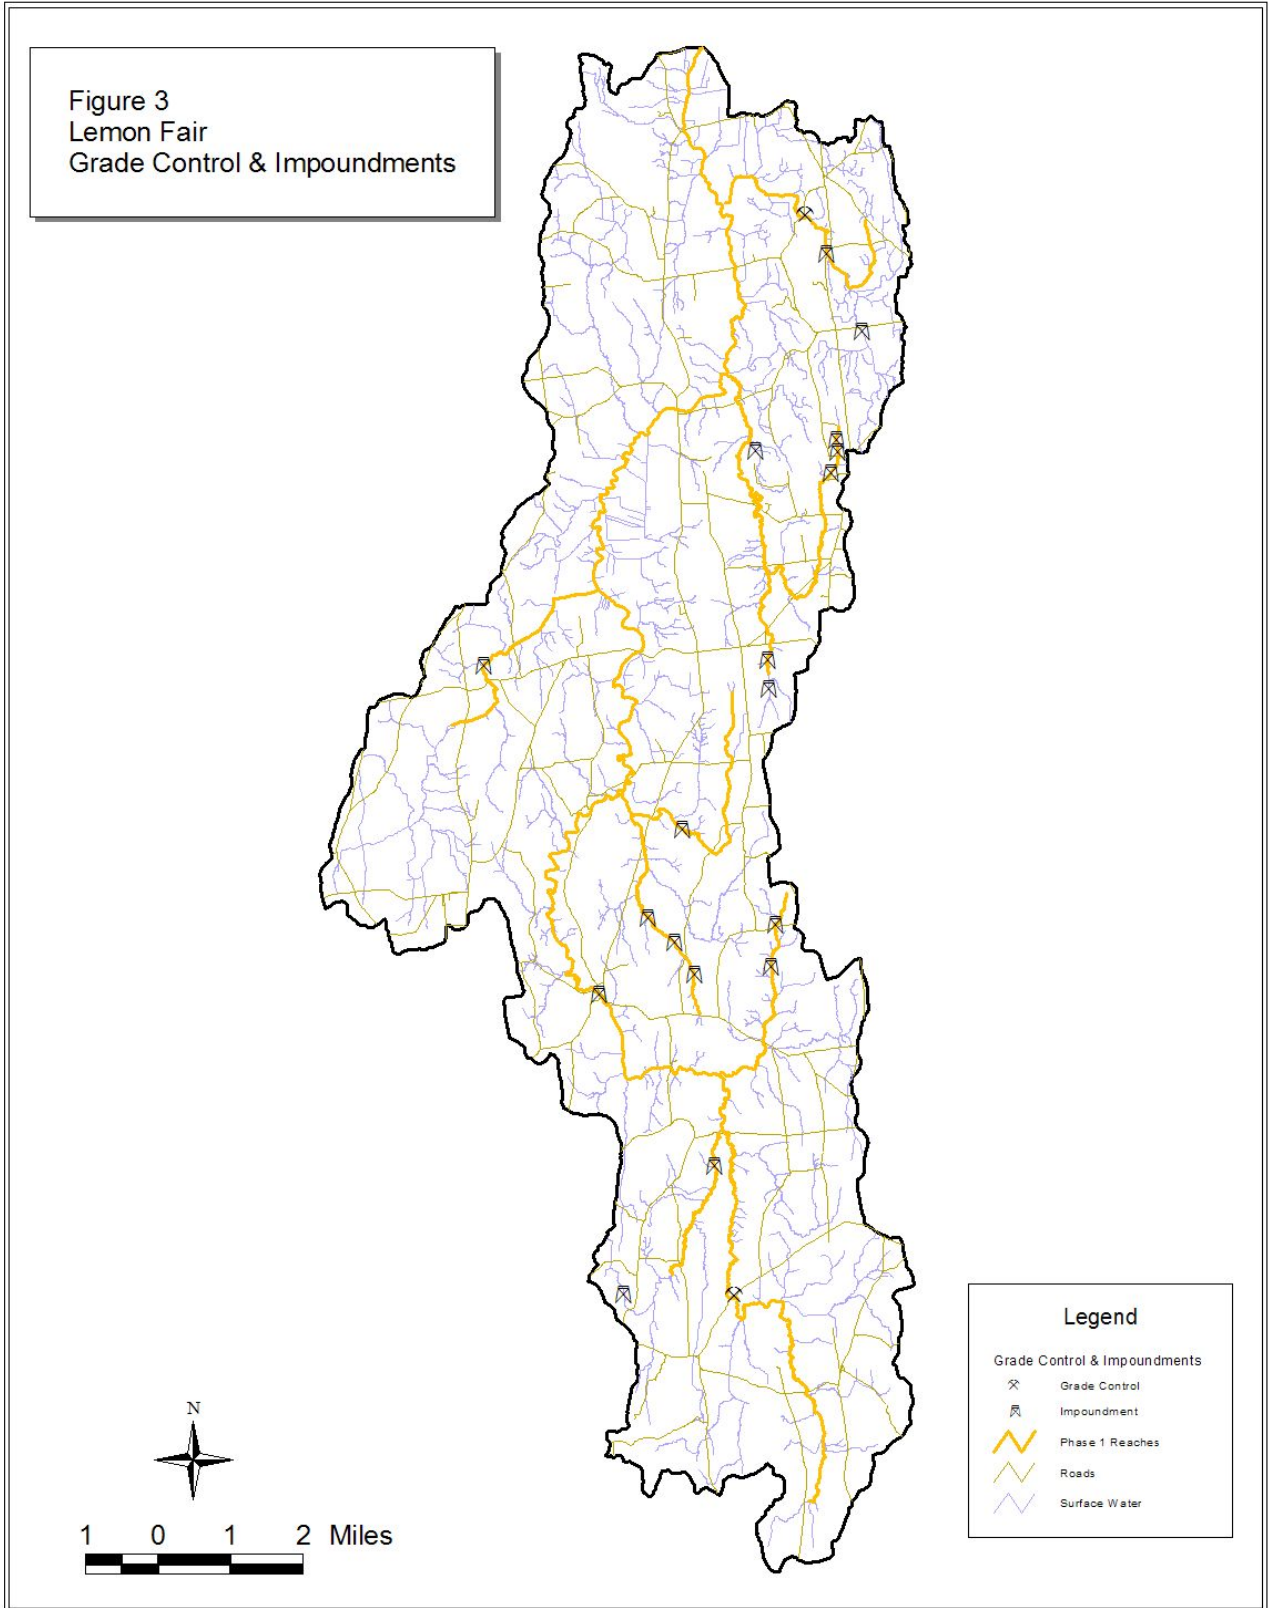 Figure 3
Lemon Fair
Grade Control & Impoundments
Legend
Grade Control & Impoundments
Grade Control
Impoundment
Phase 1 Reaches
Roads
Surface Water
N
1 0 1 2 Miles